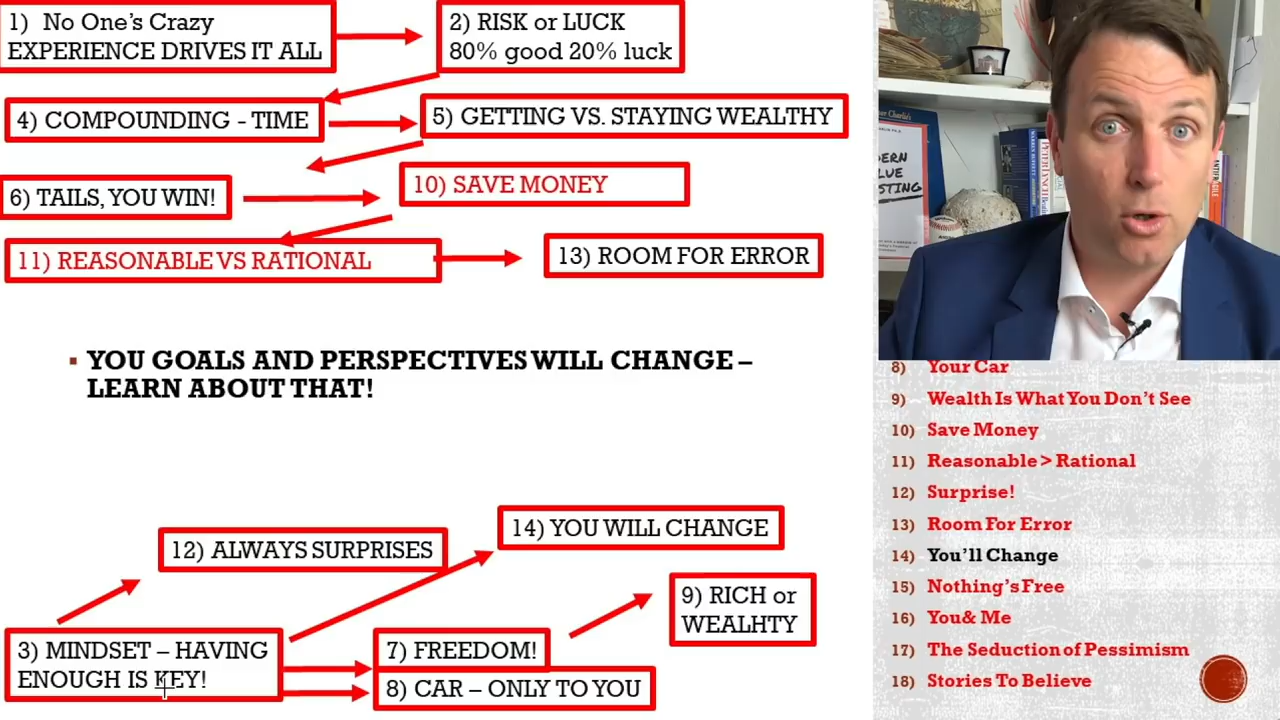 1) No One's Crazy
EXPERIENCE DRIVES IT ALL
2) RISK or LUCK
80% good 20% luck
4) COMPOUNDING - TIME
5) GETTING VS. STAYING WEALTHY
6) TAILS, YOU WIN!
10) SAVE MONEY
11) REASONABLE VS RATIONAL
13) ROOM FOR ERROR
▪ YOU GOALS AND PERSPECTIVES WILL CHANGE –
LEARN ABOUT THAT!
12) ALWAYS SURPRISES
14) YOU WILL CHANGE
3) MINDSET – HAVING
ENOUGH IS KEY!
7) FREEDOM!
8) CAR – ONLY TO YOU
9) RICH or
WEALHTY
8) Your Car
9) Wealth Is What You Don't See
10) Save Money
11) Reasonable > Rational
12) Surprise!
13) Room For Error
14) You'll Change
15) Nothing's Free
16) You& Me
17) The Seduction of Pessimism
18) Stories To Believe